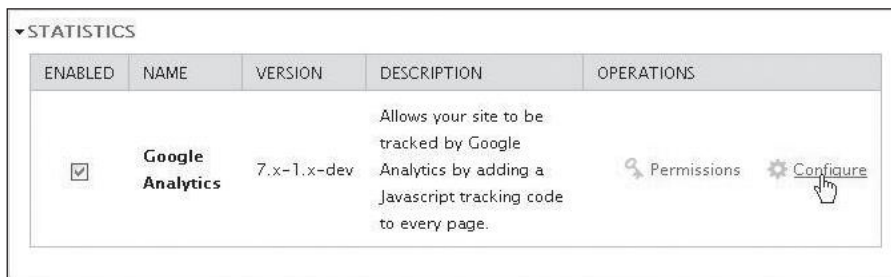 STATISTICS
ENABLED NAME VERSION DESCRIPTION OPERATIONS
Google Analytics
7.x-1.x-dev
Allows your site to be
tracked by Google
Analytics by adding a
Javascript tracking code
to every page.
Permissions Configure